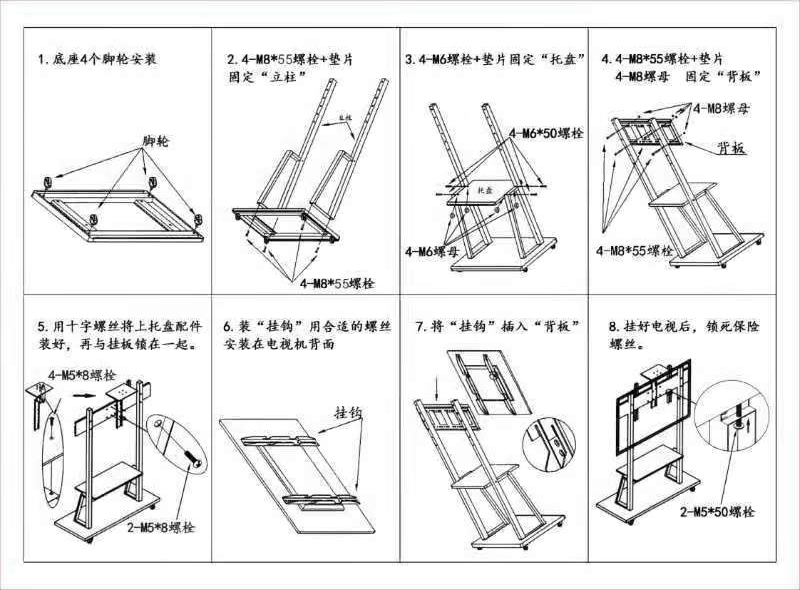 1.底座4个脚轮安装
脚轮
2.4-M8*55螺栓+垫片
固定“立柱”
立柱
4-M8*55螺栓
3.4-M6螺栓+垫片固定“托盘”
4-M6*50螺栓
托盘
4-M6螺母
4.4-M8*55螺栓+垫片
4-M8螺母 固定“背板”
4-M8螺母
背板
4-M8*55螺栓
5.用十字螺丝将上托盘配件
装好，再与挂板锁在一起。
4-M5*8螺栓
2-M5*8螺栓
6.装“挂钩”用合适的螺丝
安装在电视机背面
挂钩
7.将“挂钩”插入“背板”
8.挂好电视后，锁死保险
螺丝。
2-M5*50螺栓